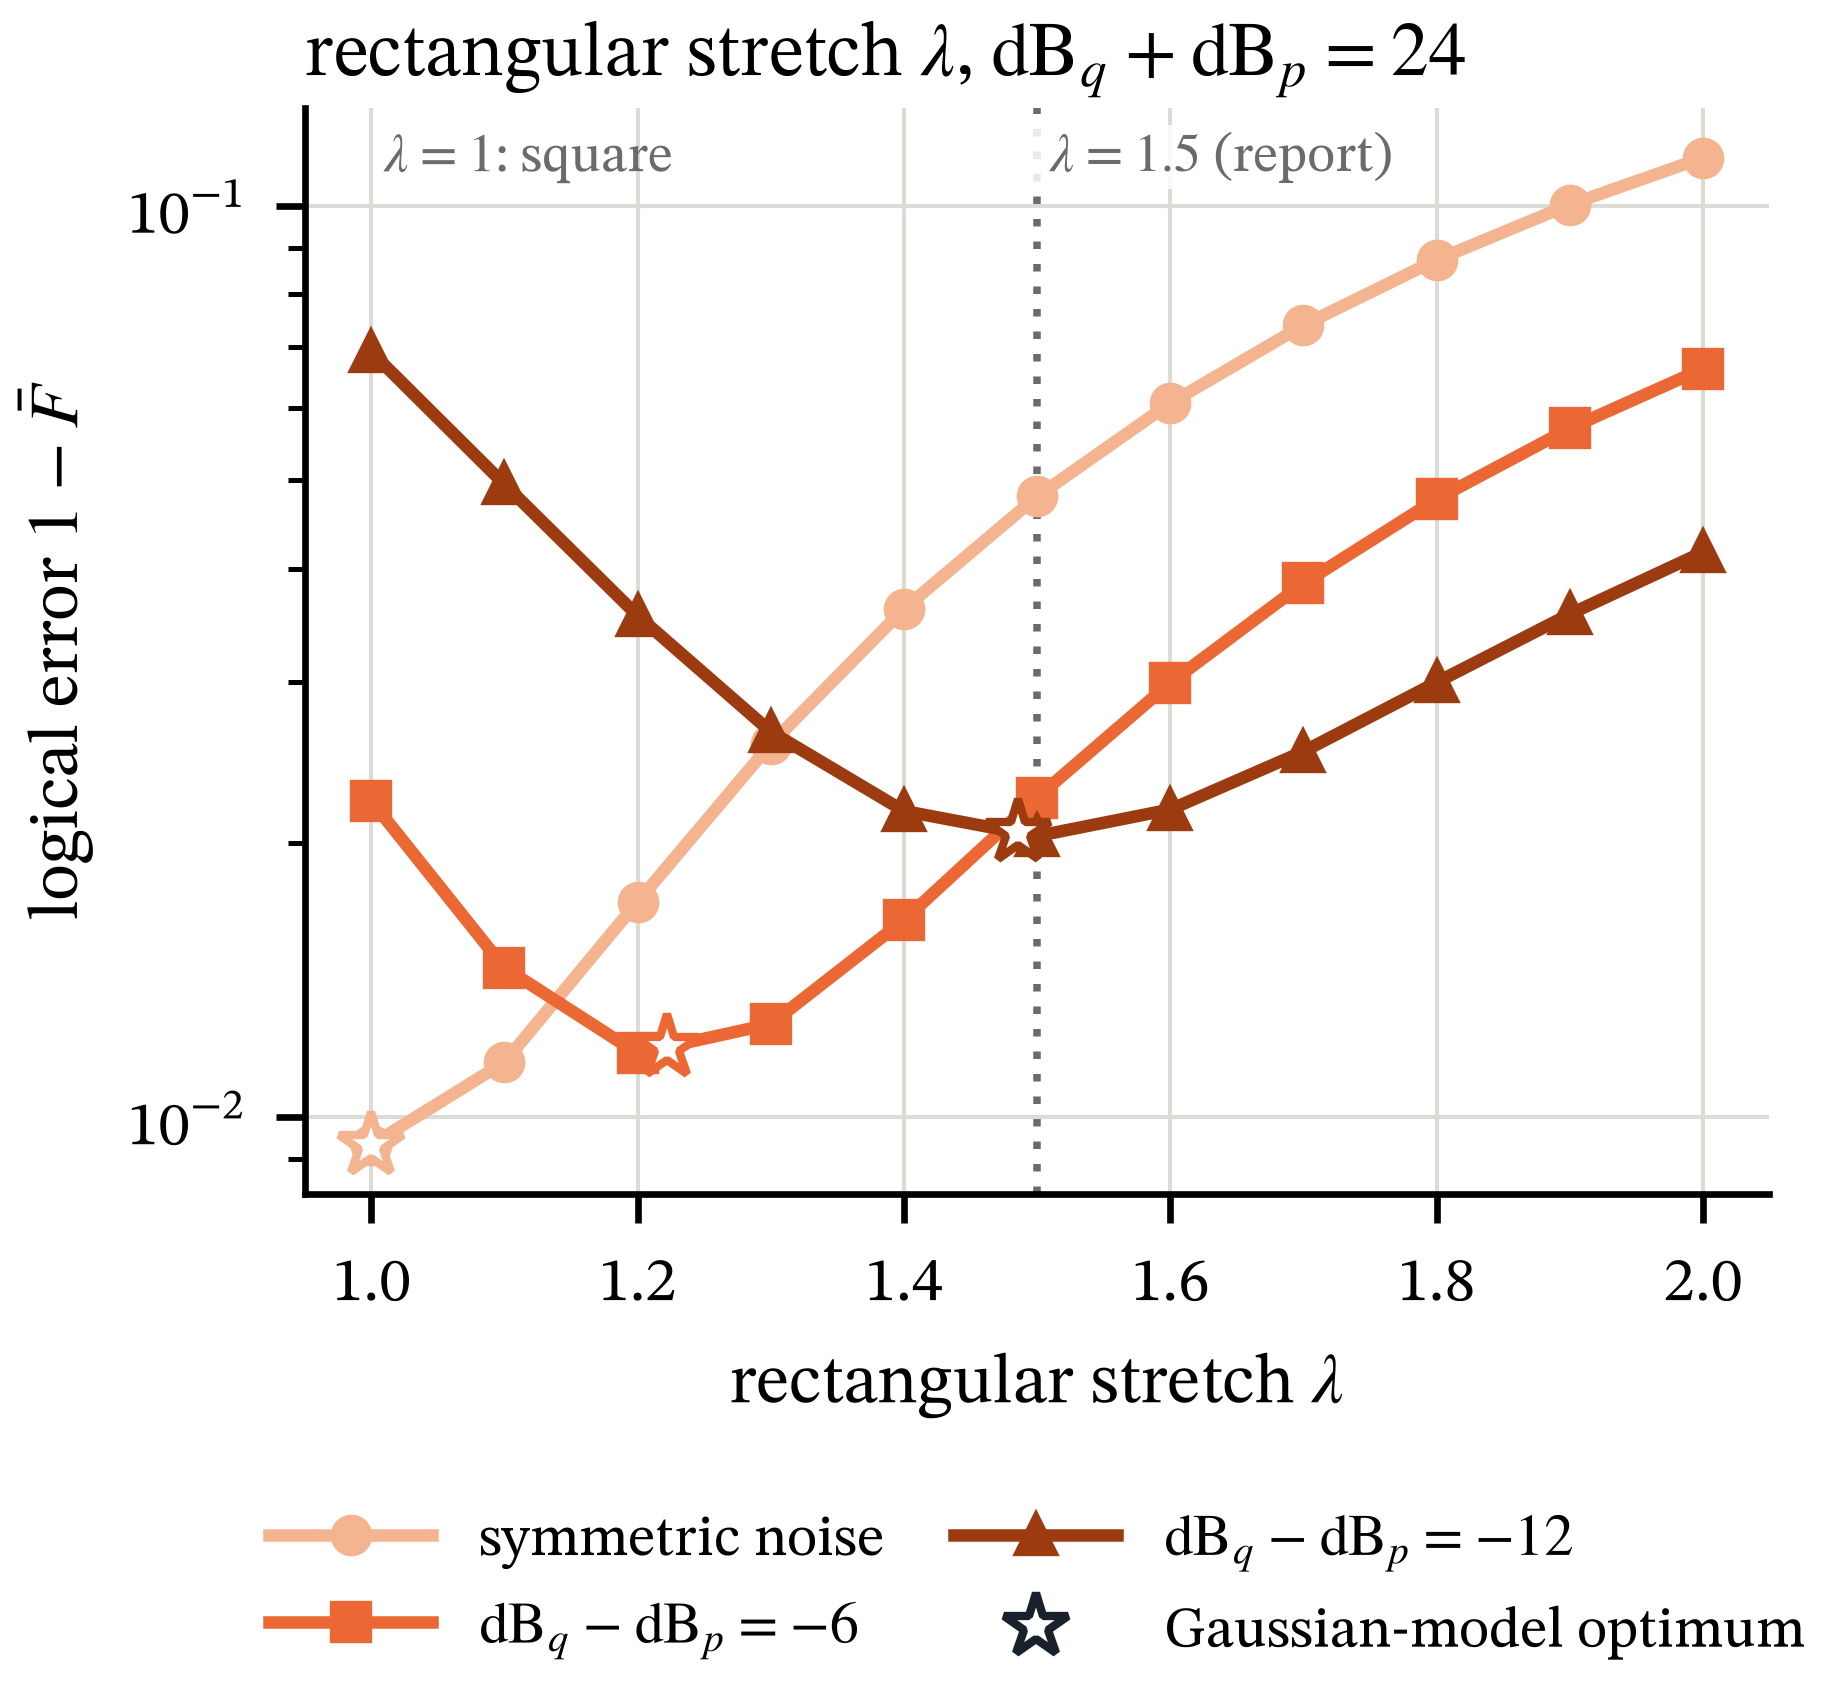 rectangular stretch λ, dB_q + dB_p = 24
λ = 1: square
λ = 1.5 (report)
logical error 1 − F̄
10⁻¹
10⁻²
1.0 1.2 1.4 1.6 1.8 2.0
rectangular stretch λ
symmetric noise
dB_q − dB_p = −6
dB_q − dB_p = −12
Gaussian-model optimum